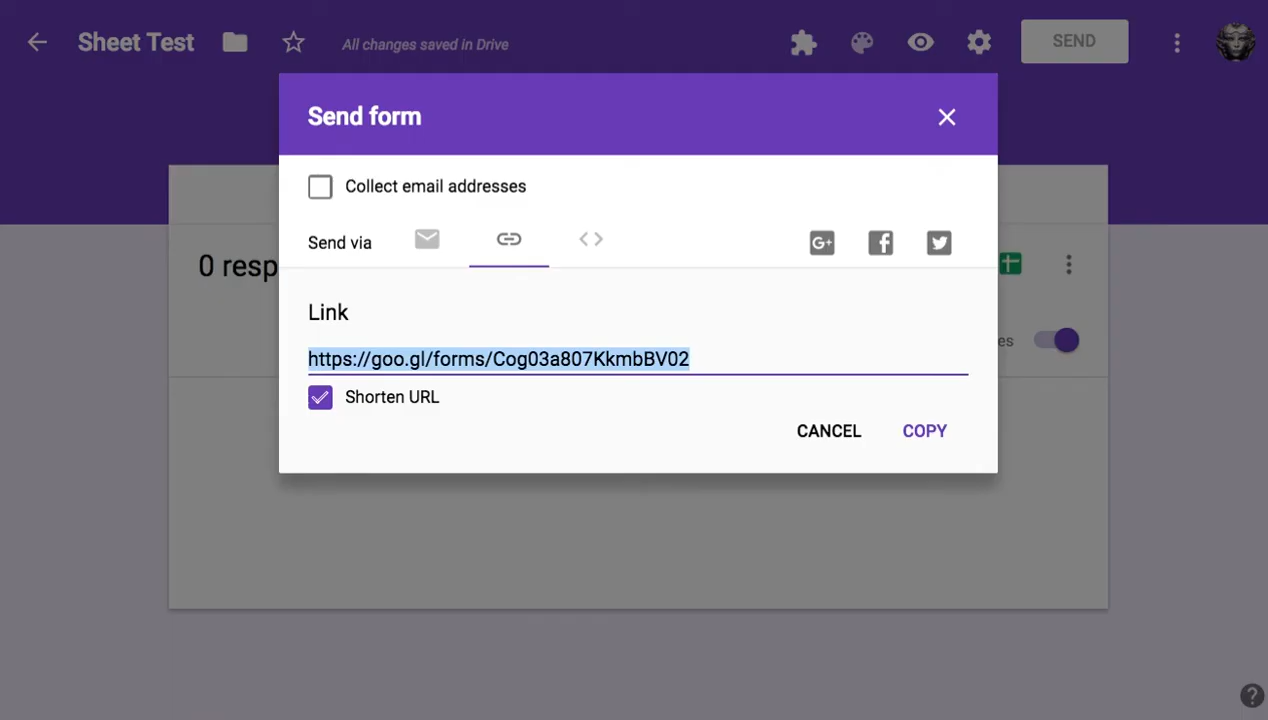 Sheet Test
All changes saved in Drive
SEND
Send form
Collect email addresses
Send via
G+
0 resp
es
Link
https://goo.gl/forms/Cog03a807KkmbBV02
Shorten URL
CANCEL
COPY
?